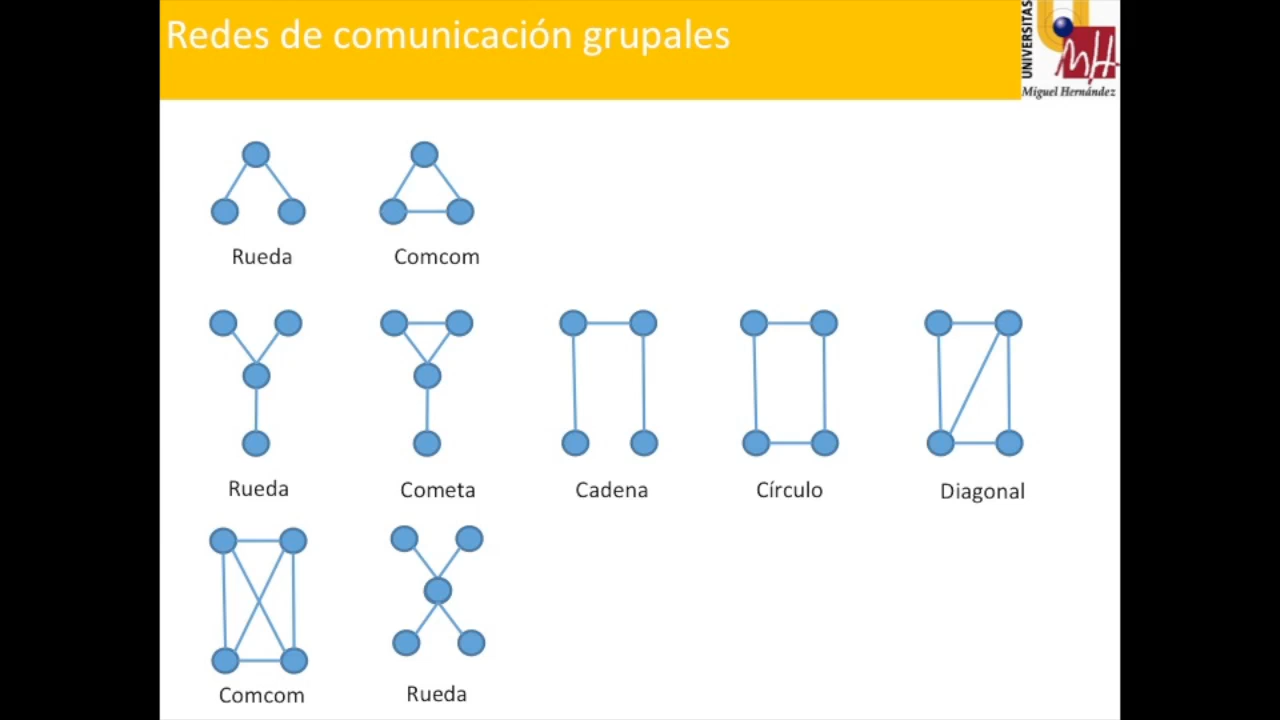 Redes de comunicación grupales
UNIVERSITAS
Miguel Hernández
Rueda
Comcom
Rueda
Cometa
Cadena
Círculo
Diagonal
Comcom
Rueda